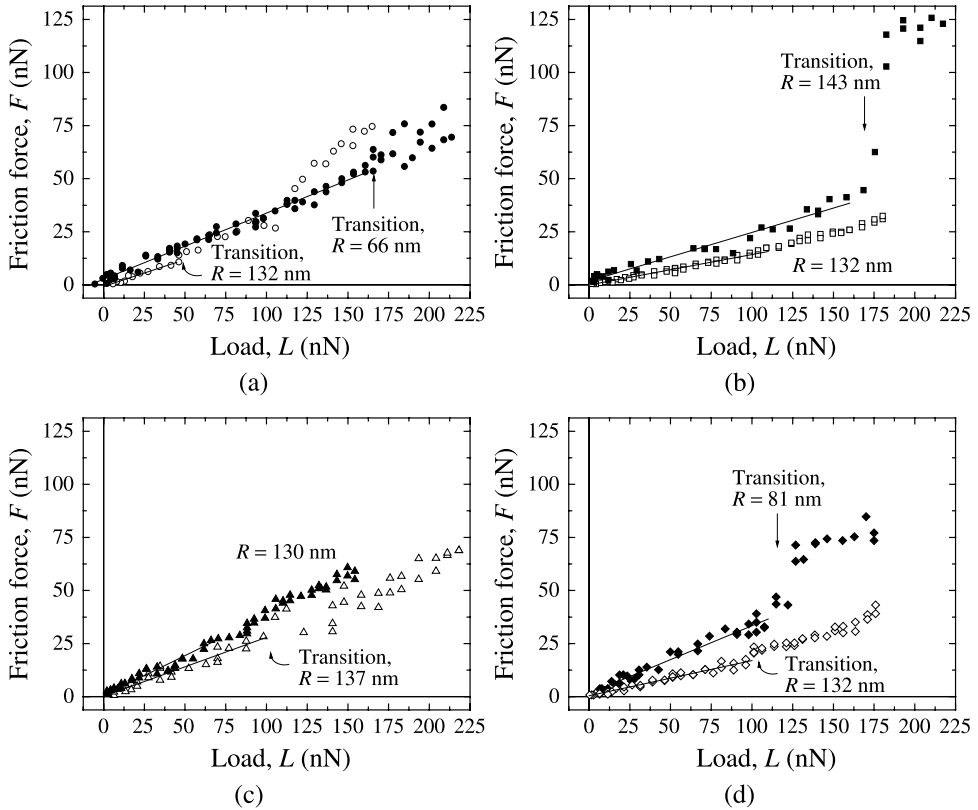 125
100
75
50
25
0
Friction force, F (nN)
Transition,
R = 66 nm
Transition,
R = 132 nm
0 25 50 75 100 125 150 175 200 225
Load, L (nN)
(a)
125
100
75
50
25
0
Friction force, F (nN)
Transition,
R = 143 nm
R = 132 nm
0 25 50 75 100 125 150 175 200 225
Load, L (nN)
(b)
125
100
75
50
25
0
Friction force, F (nN)
R = 130 nm
Transition,
R = 137 nm
0 25 50 75 100 125 150 175 200 225
Load, L (nN)
(c)
125
100
75
50
25
0
Friction force, F (nN)
Transition,
R = 81 nm
Transition,
R = 132 nm
0 25 50 75 100 125 150 175 200 225
Load, L (nN)
(d)